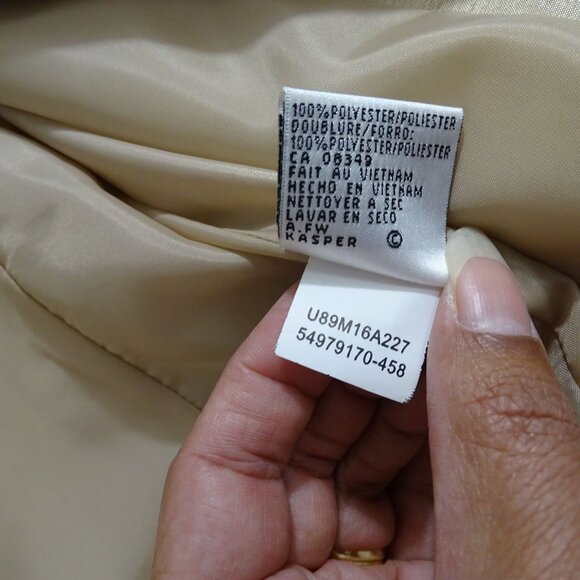 100%POLYESTER/POLIESTER
DOUBLURE/FORRO:
100%POLYESTER/POLIESTER
CA 08349
FAIT AU VIETNAM
HECHO EN VIETNAM
NETTOYER A SEC
LAVAR EN SECO
A.FW
KASPER ©
U89M16A227
54979170-458